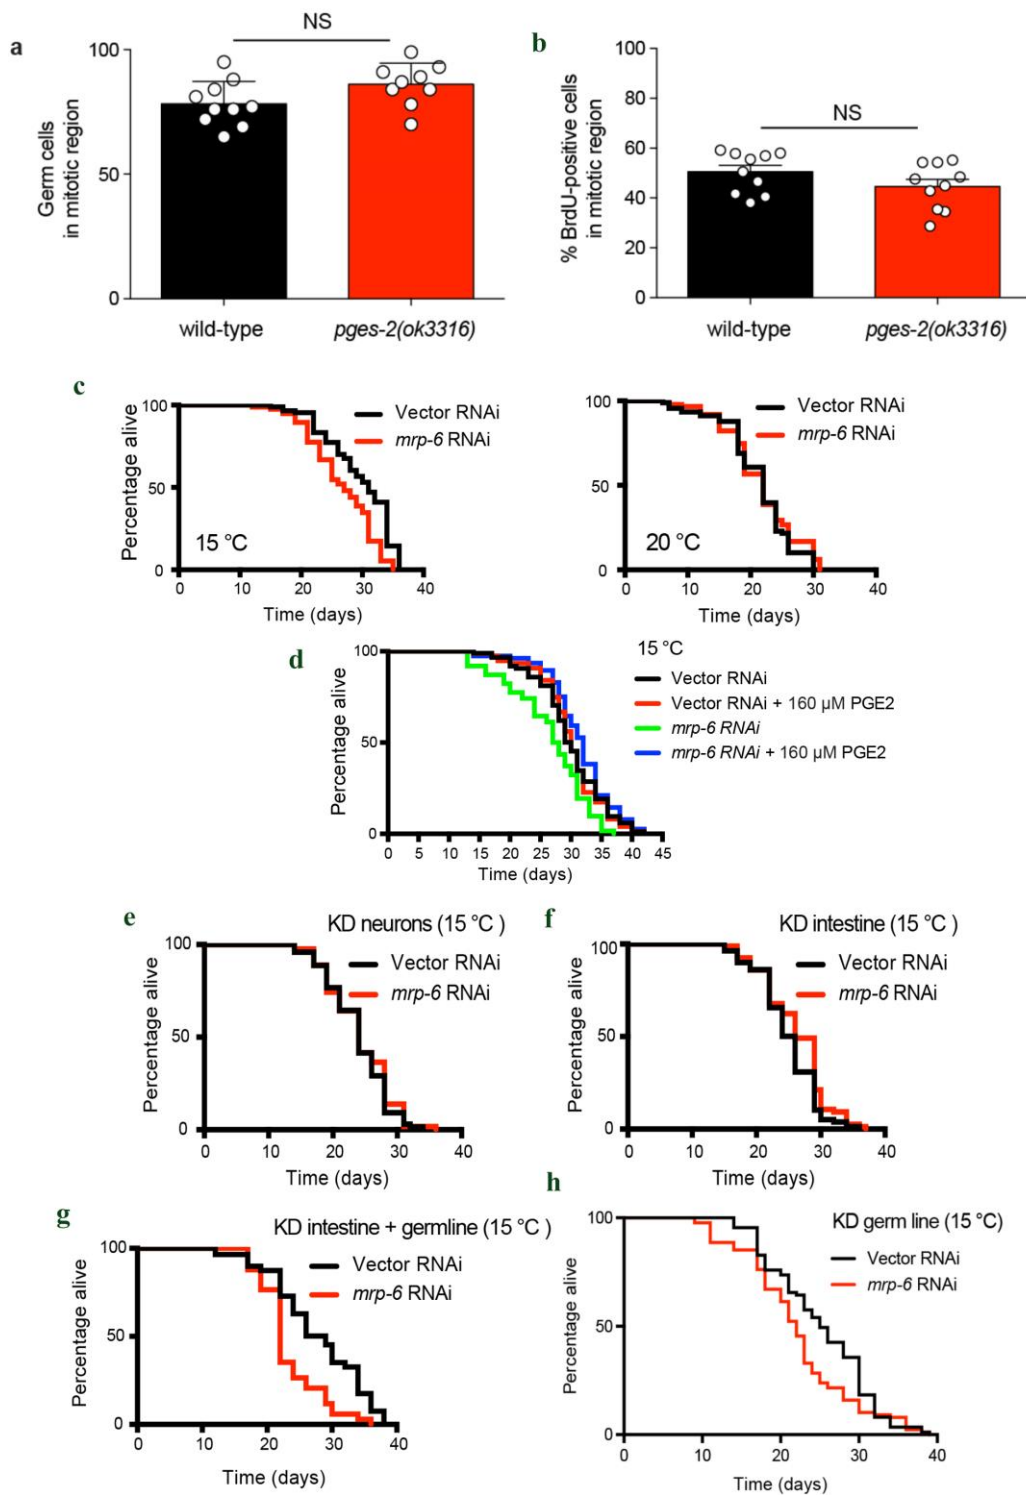 a
NS
100
50
0
Germ cells
in mitotic region
wild-type
pges-2(ok3316)
b
NS
100
80
60
40
20
0
% BrdU-positive cells
in mitotic region
wild-type
pges-2(ok3316)
c
100
50
0
Percentage alive
Vector RNAi
mrp-6 RNAi
15 °C
0 10 20 30 40
Time (days)
100
50
0
Vector RNAi
mrp-6 RNAi
20 °C
0 10 20 30 40
Time (days)
d
100
50
0
Percentage alive
15 °C
Vector RNAi
Vector RNAi + 160 µM PGE2
mrp-6 RNAi
mrp-6 RNAi + 160 µM PGE2
0 5 10 15 20 25 30 35 40 45
Time (days)
e
KD neurons (15 °C)
100
50
0
Percentage alive
Vector RNAi
mrp-6 RNAi
0 10 20 30 40
Time (days)
f
KD intestine (15 °C )
100
50
0
Percentage alive
Vector RNAi
mrp-6 RNAi
0 10 20 30 40
Time (days)
g
KD intestine + germline (15 °C )
100
50
0
Percentage alive
Vector RNAi
mrp-6 RNAi
0 10 20 30 40
Time (days)
h
KD germ line (15 °C)
100
50
0
Percentage alive
Vector RNAi
mrp-6 RNAi
0 10 20 30 40
Time (days)